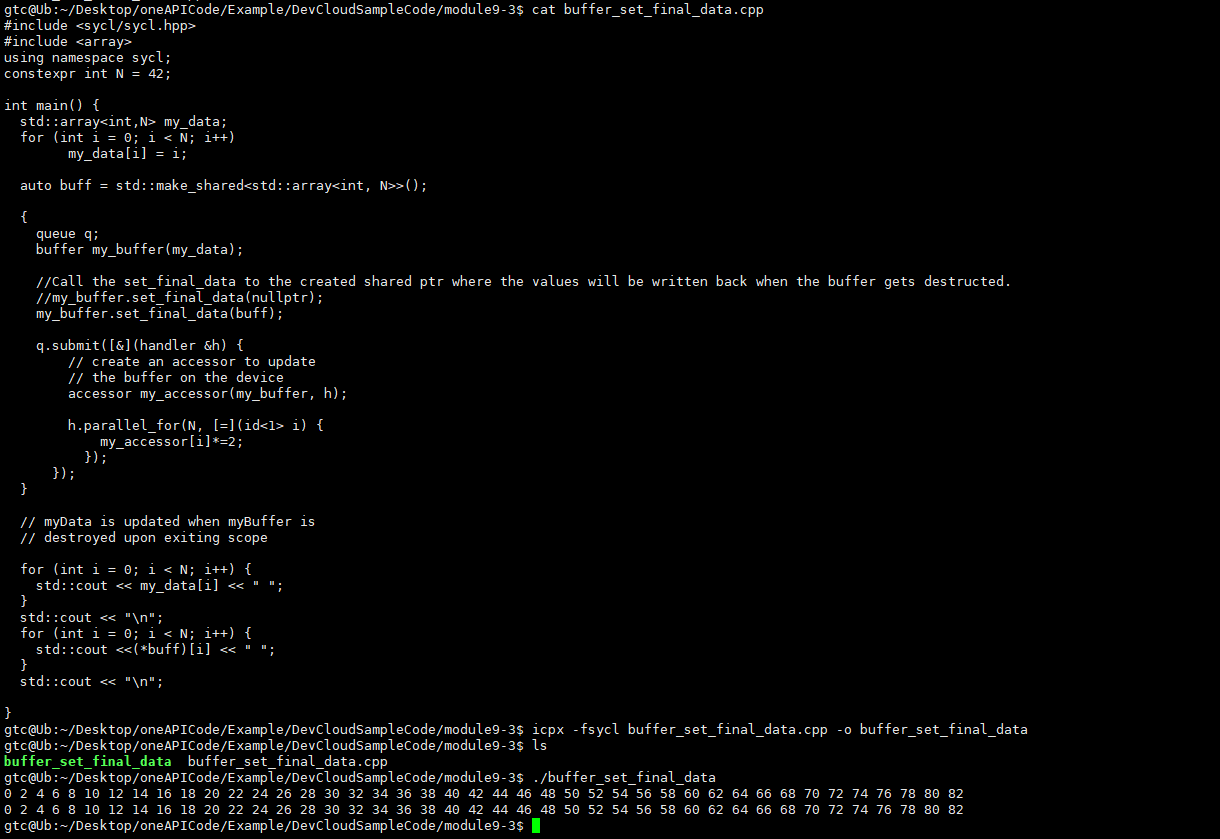 gtc@Ub:~/Desktop/oneAPICode/Example/DevCloudSampleCode/module9-3$ cat buffer_set_final_data.cpp
#include <sycl/sycl.hpp>
#include <array>
using namespace sycl;
constexpr int N = 42;

int main() {
  std::array<int,N> my_data;
  for (int i = 0; i < N; i++)
        my_data[i] = i;

  auto buff = std::make_shared<std::array<int, N>>();

  {
    queue q;
    buffer my_buffer(my_data);

    //Call the set_final_data to the created shared ptr where the values will be written back when the buffer gets destructed.
    //my_buffer.set_final_data(nullptr);
    my_buffer.set_final_data(buff);

    q.submit([&](handler &h) {
        // create an accessor to update
        // the buffer on the device
        accessor my_accessor(my_buffer, h);

        h.parallel_for(N, [=](id<1> i) {
            my_accessor[i]*=2;
          });
      });
  }

  // myData is updated when myBuffer is
  // destroyed upon exiting scope

  for (int i = 0; i < N; i++) {
    std::cout << my_data[i] << " ";
  }
  std::cout << "\n";
  for (int i = 0; i < N; i++) {
    std::cout <<(*buff)[i] << " ";
  }
  std::cout << "\n";

}
gtc@Ub:~/Desktop/oneAPICode/Example/DevCloudSampleCode/module9-3$ icpx -fsycl buffer_set_final_data.cpp -o buffer_set_final_data
gtc@Ub:~/Desktop/oneAPICode/Example/DevCloudSampleCode/module9-3$ ls
buffer_set_final_data  buffer_set_final_data.cpp
gtc@Ub:~/Desktop/oneAPICode/Example/DevCloudSampleCode/module9-3$ ./buffer_set_final_data
0 2 4 6 8 10 12 14 16 18 20 22 24 26 28 30 32 34 36 38 40 42 44 46 48 50 52 54 56 58 60 62 64 66 68 70 72 74 76 78 80 82
0 2 4 6 8 10 12 14 16 18 20 22 24 26 28 30 32 34 36 38 40 42 44 46 48 50 52 54 56 58 60 62 64 66 68 70 72 74 76 78 80 82
gtc@Ub:~/Desktop/oneAPICode/Example/DevCloudSampleCode/module9-3$